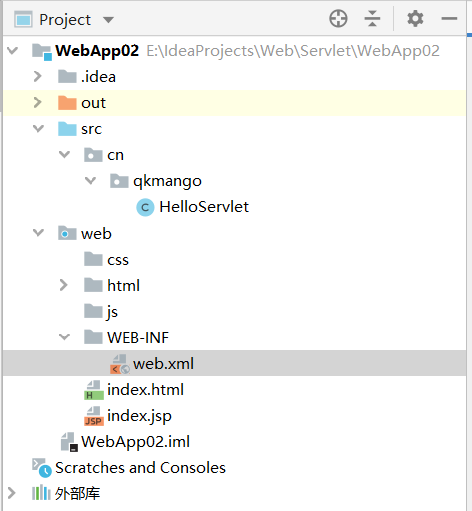 Project
WebApp02 E:\IdeaProjects\Web\Servlet\WebApp02
.idea
out
src
cn
qkmango
C HelloServlet
web
css
html
js
WEB-INF
web.xml
H index.html
JSP index.jsp
WebApp02.iml
Scratches and Consoles
外部库